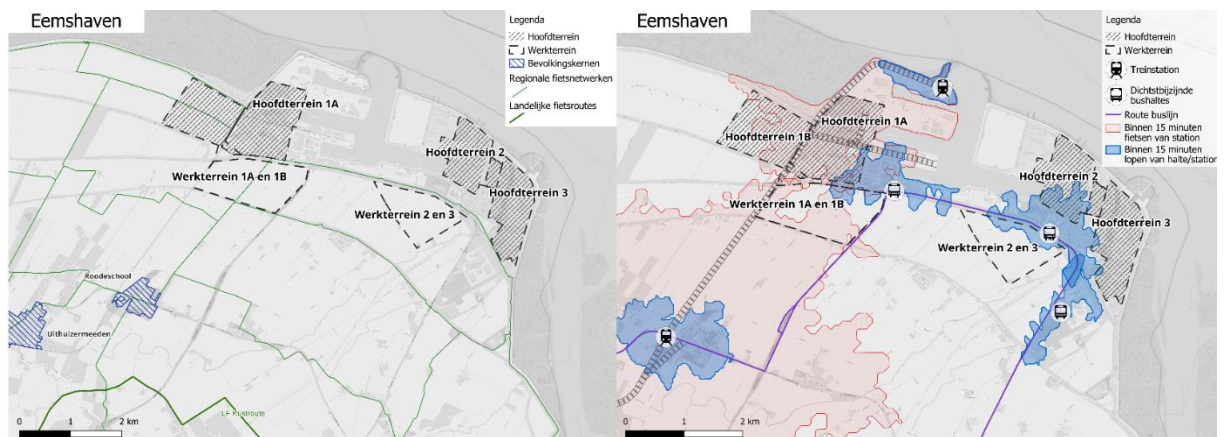 Eemshaven
Legenda
Hoofdterrein
Werkterrein
Bevolkingskernen
Regionale fietsnetwerken
Landelijke fietsroutes
Hoofdterrein 1A
Hoofdterrein 2
Werkterrein 1A en 1B
Hoofdterrein 3
Werkterrein 2 en 3
Roodeschool
Uithuizermeeden
LF Kustroute
0 1 2 km
Eemshaven
Legenda
Hoofdterrein
Werkterrein
Treinstation
Dichtstbijzijnde
bushaltes
Route buslijn
Binnen 15 minuten
fietsen van station
Binnen 15 minuten
lopen van halte/station
Hoofdterrein 1A
Hoofdterrein 1B
Hoofdterrein 2
Werkterrein 1A en 1B
Hoofdterrein 3
Werkterrein 2 en 3
0 1 2 km